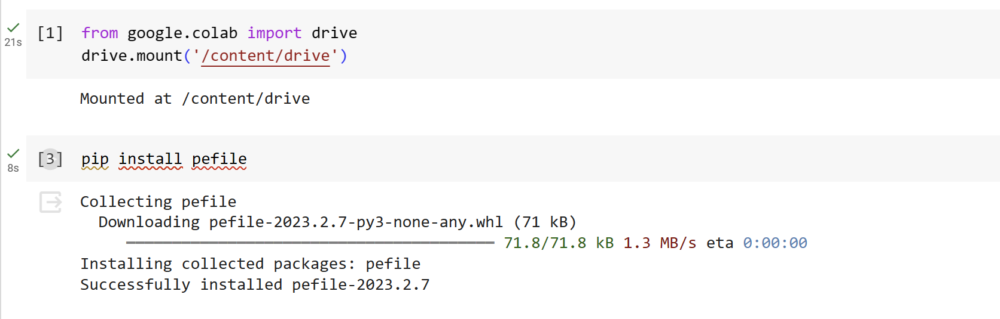 [1] from google.colab import drive
21s drive.mount('/content/drive')
Mounted at /content/drive
[3] pip install pefile
8s
Collecting pefile
Downloading pefile-2023.2.7-py3-none-any.whl (71 kB)
71.8/71.8 kB 1.3 MB/s eta 0:00:00
Installing collected packages: pefile
Successfully installed pefile-2023.2.7